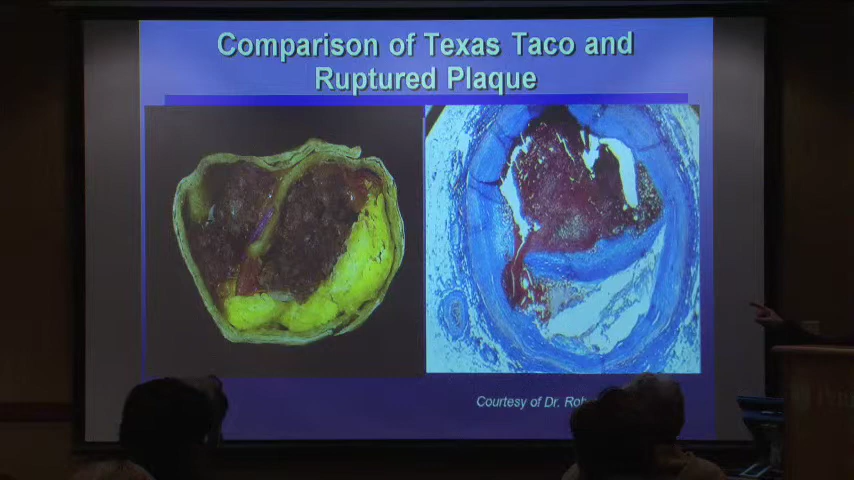 Comparison of Texas Taco and
Ruptured Plaque
Courtesy of Dr.